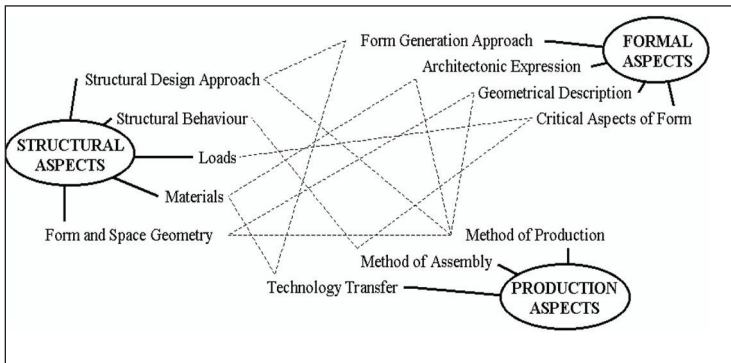 Form Generation Approach
FORMAL
ASPECTS
Architectonic Expression
Structural Design Approach
Geometrical Description
Structural Behaviour
Critical Aspects of Form
STRUCTURAL
ASPECTS
Loads
Materials
Form and Space Geometry
Method of Production
Method of Assembly
Technology Transfer
PRODUCTION
ASPECTS